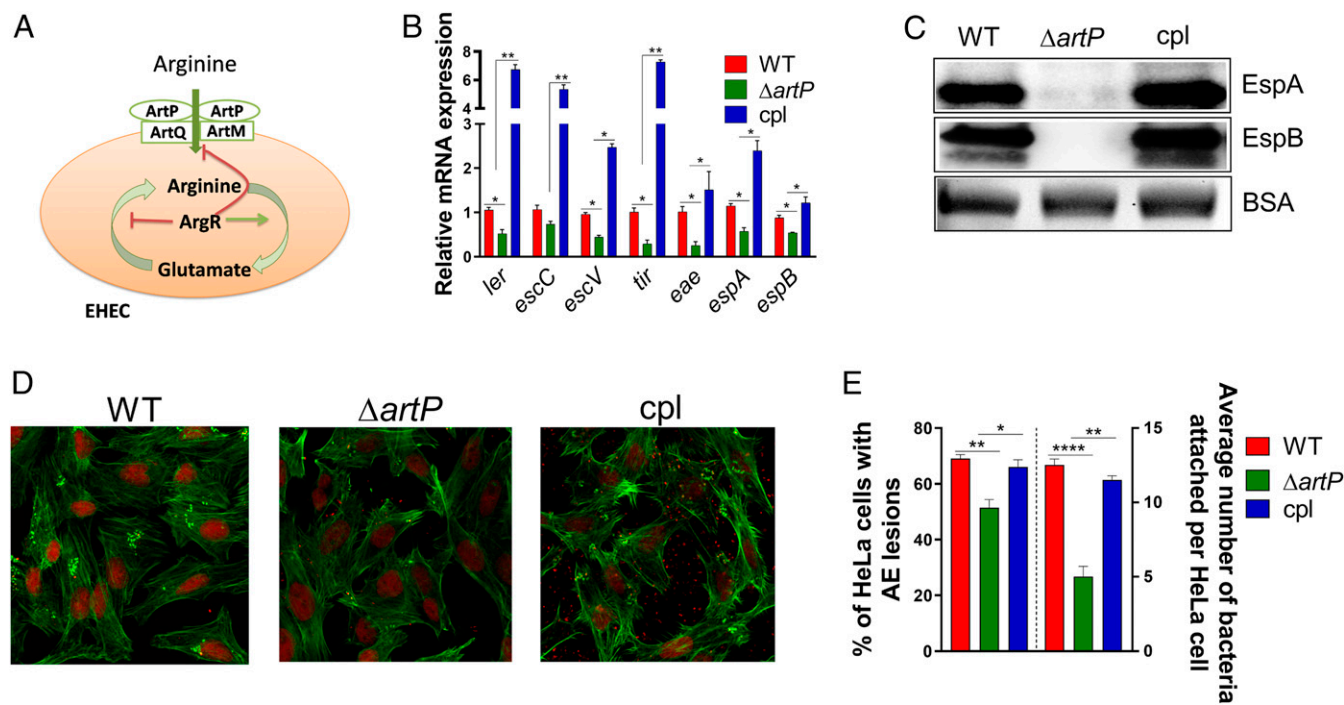 A
Arginine
ArtP ArtP
ArtQ ArtM
Arginine
ArgR
Glutamate
EHEC
B
Relative mRNA expression
8
6
4
2
1
0
** ** * ** * * *
* * * * * *
WT
ΔartP
cpl
ler escC escV tir eae espA espB
C
WT ΔartP cpl
EspA
EspB
BSA
D
WT ΔartP cpl
E
% of HeLa cells with
AE lesions
80
60
40
20
0
** * **** **
15
10
5
0
Average number of bacteria
attached per HeLa cell
WT
ΔartP
cpl